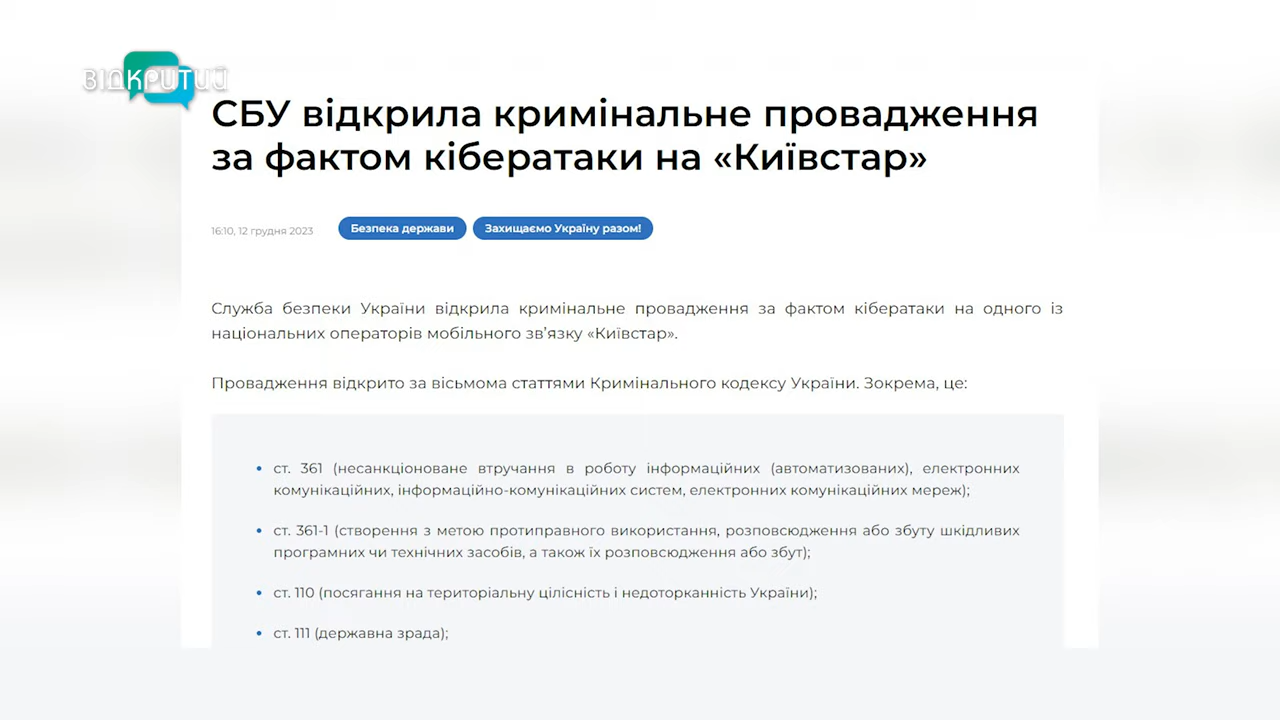 ВІДКРИТИЙ
СБУ відкрила кримінальне провадження
за фактом кібератаки на «Київстар»
16:10, 12 грудня 2023 Безпека держави Захищаємо Україну разом!
Служба безпеки України відкрила кримінальне провадження за фактом кібератаки на одного із
національних операторів мобільного зв’язку «Київстар».
Провадження відкрито за вісьмома статтями Кримінального кодексу України. Зокрема, це:
• ст. 361 (несанкціоноване втручання в роботу інформаційних (автоматизованих), електронних
комунікаційних, інформаційно-комунікаційних систем, електронних комунікаційних мереж);
• ст. 361-1 (створення з метою протиправного використання, розповсюдження або збуту шкідливих
програмних чи технічних засобів, а також їх розповсюдження або збут);
• ст. 110 (посягання на територіальну цілісність і недоторканність України);
• ст. 111 (державна зрада);